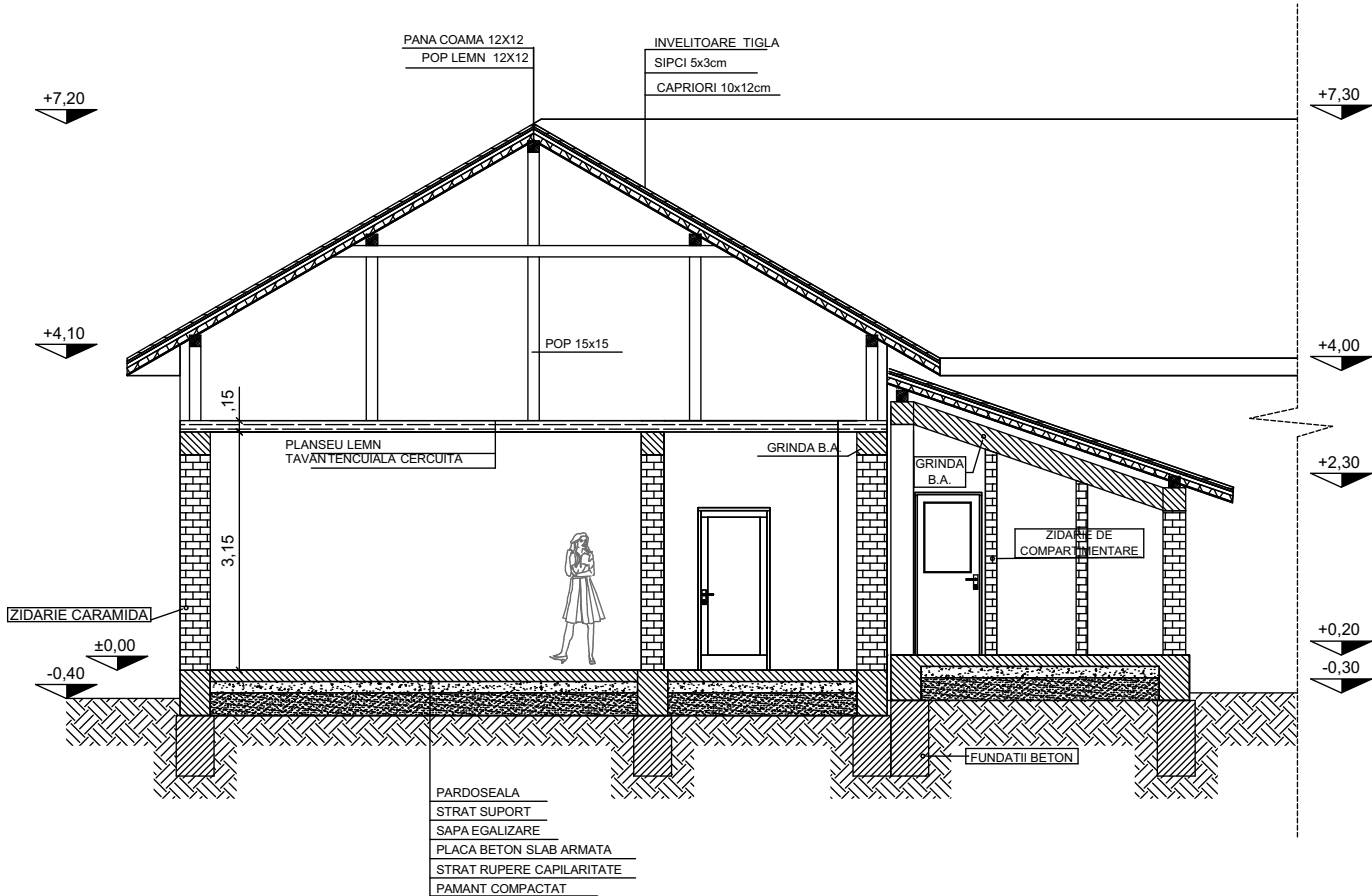 PANA COAMA 12X12
POP LEMN 12X12
INVELITOARE TIGLA
SIPCI 5x3cm
CAPRIORI 10x12cm
+7,20
+7,30
+4,10
+4,00
POP 15x15
,15
PLANSEU LEMN
TAVANTENCUIALA CERCUITA
GRINDA B.A.
GRINDA
B.A.
+2,30
3,15
ZIDARIE DE
COMPARTIMENTARE
ZIDARIE CARAMIDA
±0,00
+0,20
-0,40
-0,30
FUNDATII BETON
PARDOSEALA
STRAT SUPORT
SAPA EGALIZARE
PLACA BETON SLAB ARMATA
STRAT RUPERE CAPILARITATE
PAMANT COMPACTAT